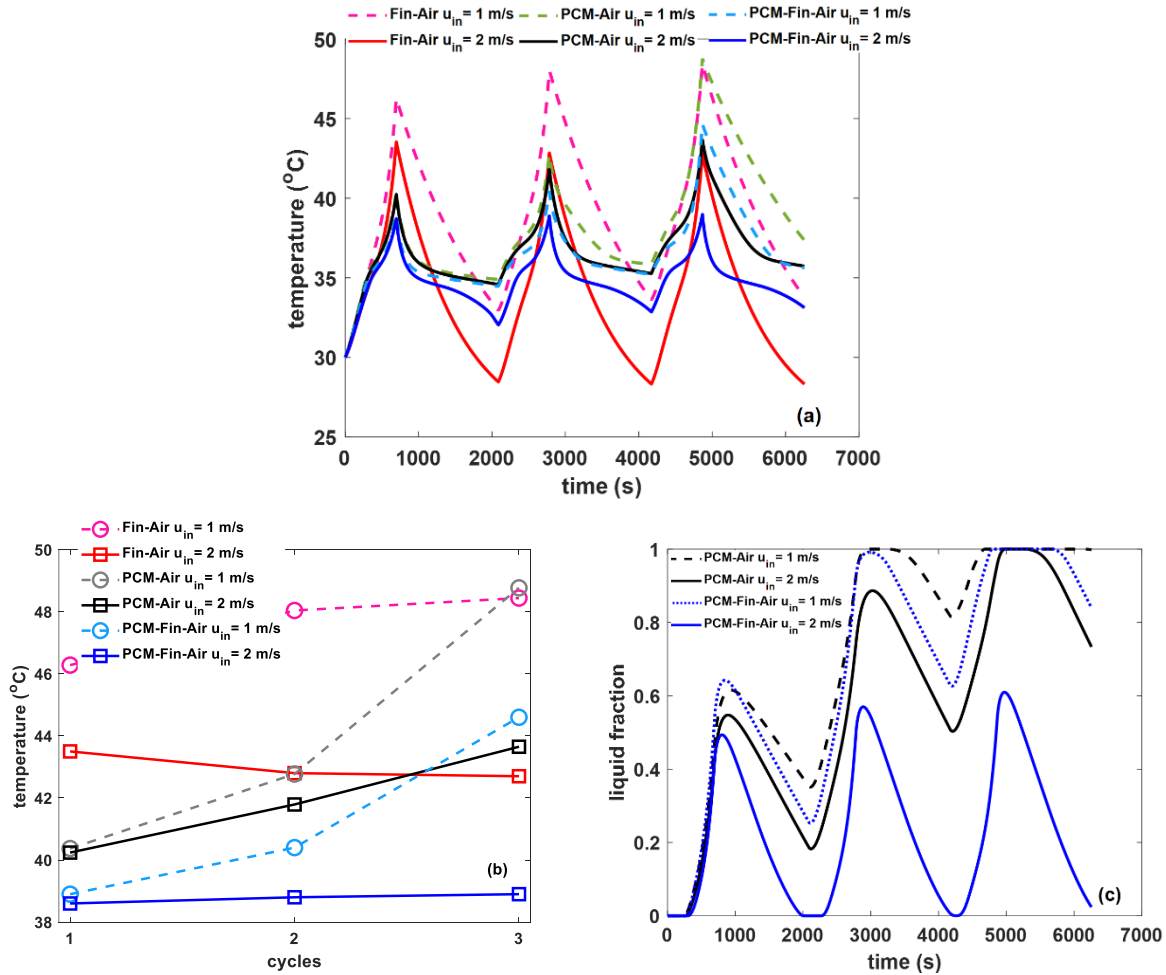 Fin-Air u_in= 1 m/s PCM-Air u_in= 1 m/s PCM-Fin-Air u_in= 1 m/s
Fin-Air u_in= 2 m/s PCM-Air u_in= 2 m/s PCM-Fin-Air u_in= 2 m/s
50
45
40
35
30
25
temperature (°C)
(a)
0 1000 2000 3000 4000 5000 6000 7000
time (s)
Fin-Air u_in= 1 m/s
Fin-Air u_in= 2 m/s
PCM-Air u_in= 1 m/s
PCM-Air u_in= 2 m/s
PCM-Fin-Air u_in= 1 m/s
PCM-Fin-Air u_in= 2 m/s
50
48
46
44
42
40
38
temperature (°C)
(b)
1 2 3
cycles
PCM-Air u_in= 1 m/s
PCM-Air u_in= 2 m/s
PCM-Fin-Air u_in= 1 m/s
PCM-Fin-Air u_in= 2 m/s
1
0.8
0.6
0.4
0.2
0
liquid fraction
(c)
0 1000 2000 3000 4000 5000 6000 7000
time (s)